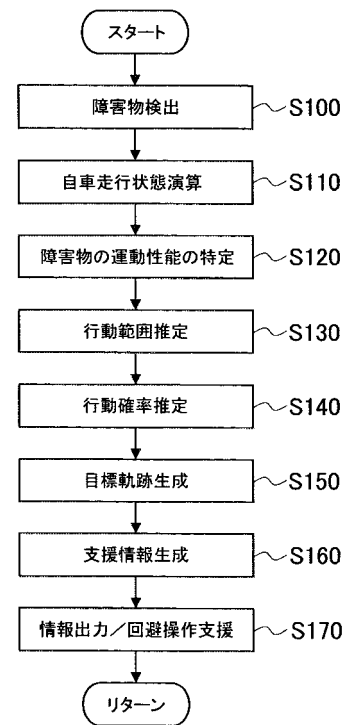 スタート
障害物検出 S100
自車走行状態演算 S110
障害物の運動性能の特定 S120
行動範囲推定 S130
行動確率推定 S140
目標軌跡生成 S150
支援情報生成 S160
情報出力／回避操作支援 S170
リターン